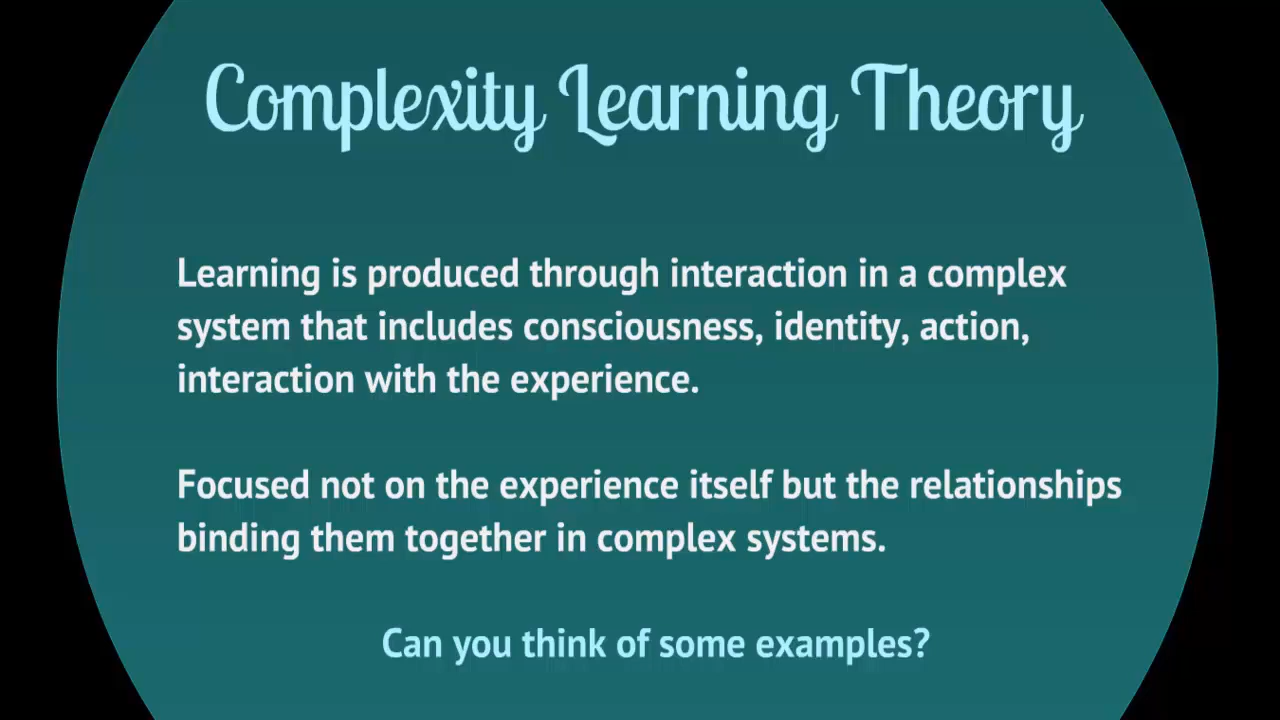 Complexity Learning Theory
Learning is produced through interaction in a complex
system that includes consciousness, identity, action,
interaction with the experience.
Focused not on the experience itself but the relationships
binding them together in complex systems.
Can you think of some examples?